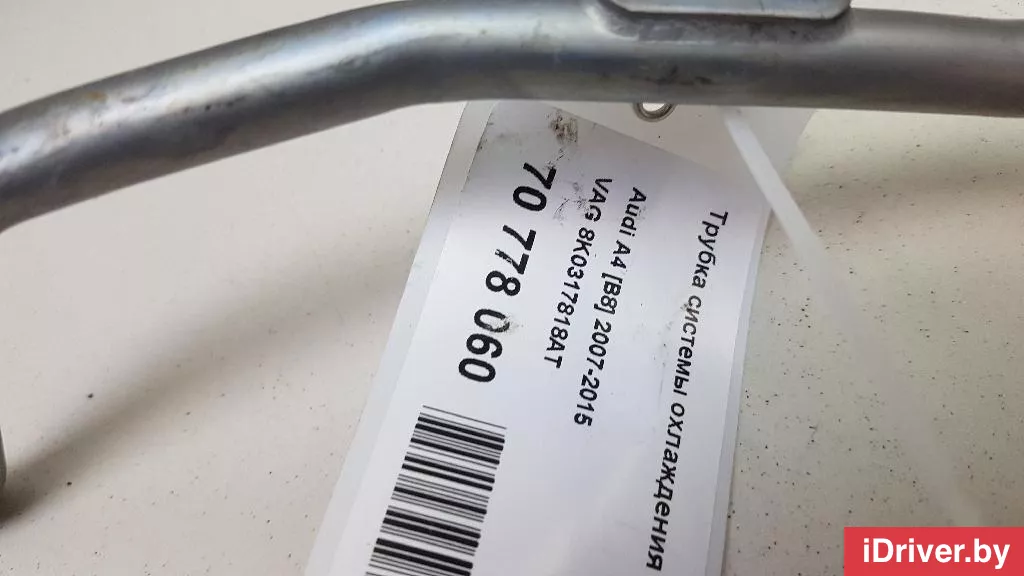 Трубка системы охлаждения
Audi A4 [B8] 2007-2015
VAG 8K0317818AT
70 778 060
iDriver.by